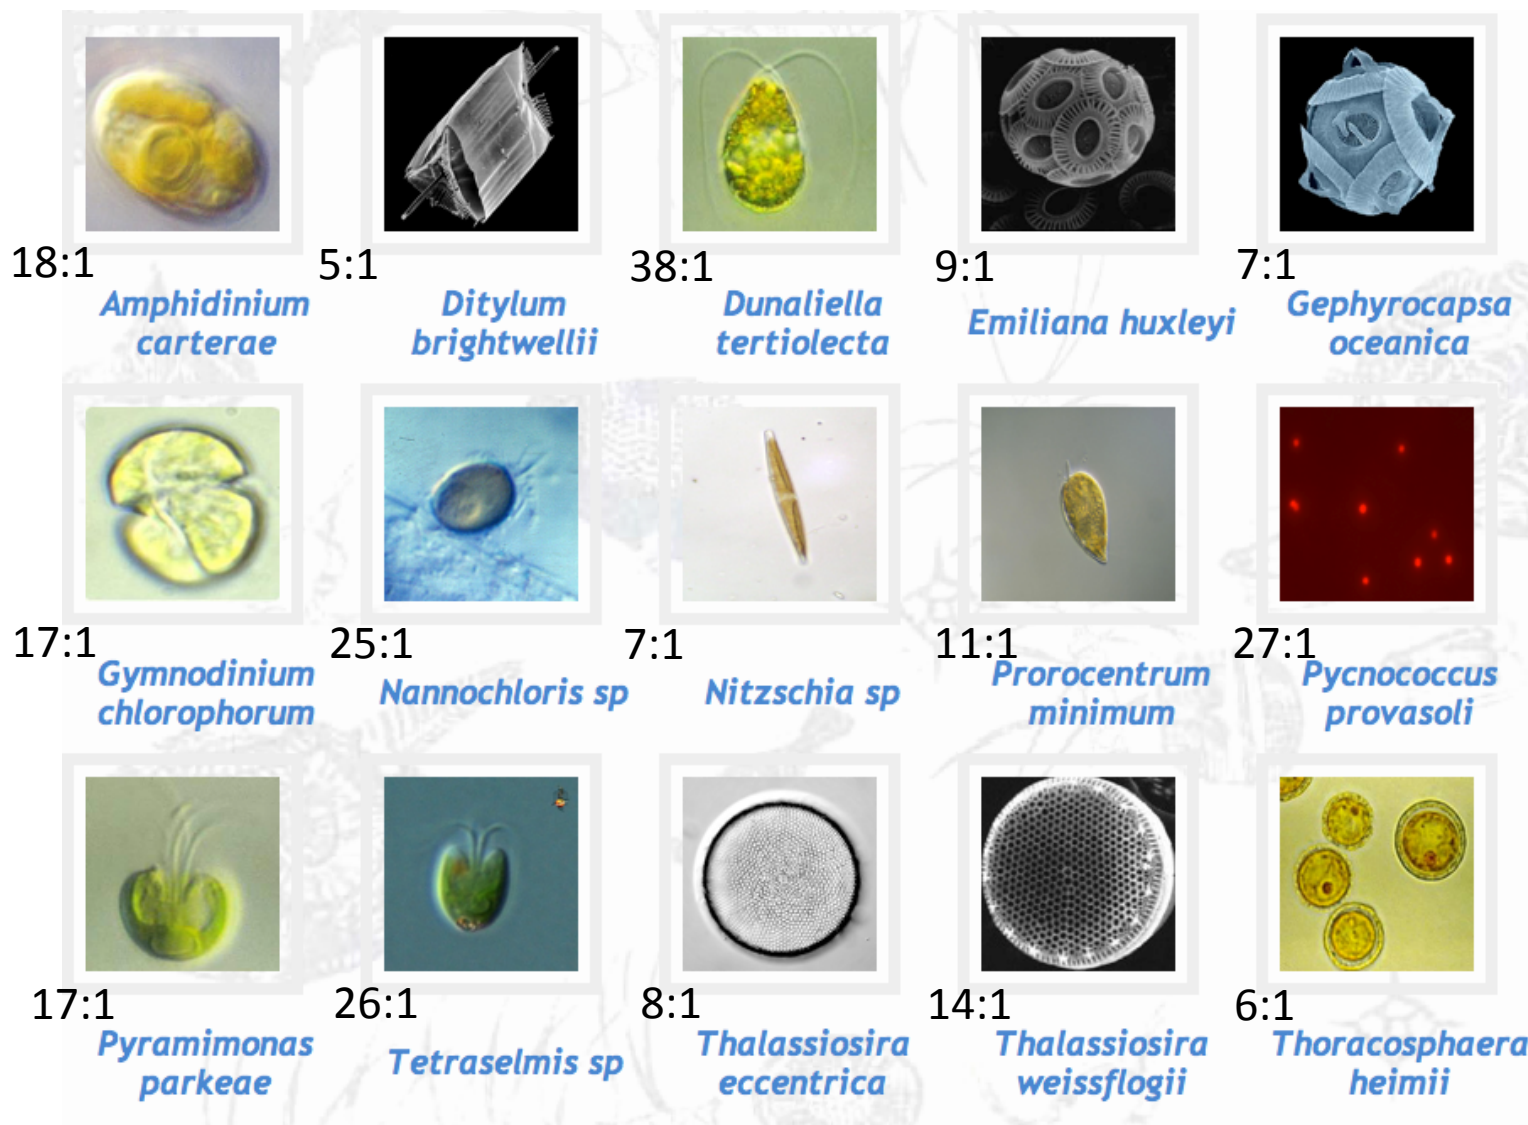 18:1
5:1
38:1
9:1
7:1
Amphidinium
carterae
Ditylum
brightwellii
Dunaliella
tertiolecta
Emiliana huxleyi
Gephyrocapsa
oceanica
17:1
25:1
7:1
11:1
27:1
Gymnodinium
chlorophorum
Nannochloris sp
Nitzschia sp
Prorocentrum
minimum
Pycnococcus
provasoli
17:1
26:1
8:1
14:1
6:1
Pyramimonas
parkeae
Tetraselmis sp
Thalassiosira
eccentrica
Thalassiosira
weissflogii
Thoracosphaera
heimii